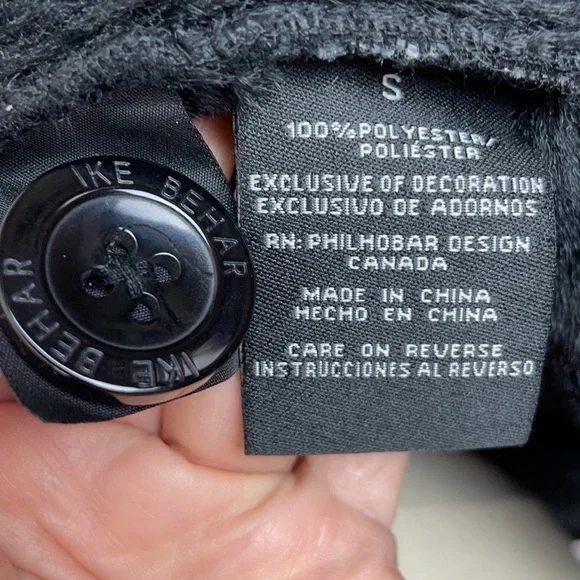 IKE BEHAR
IKE BEHAR
S
100% POLYESTER/
POLIÉSTER
EXCLUSIVE OF DECORATION
EXCLUSIVO DE ADORNOS
RN: PHILHOBAR DESIGN
CANADA
MADE IN CHINA
HECHO EN CHINA
CARE ON REVERSE
INSTRUCCIONES AL REVERSO